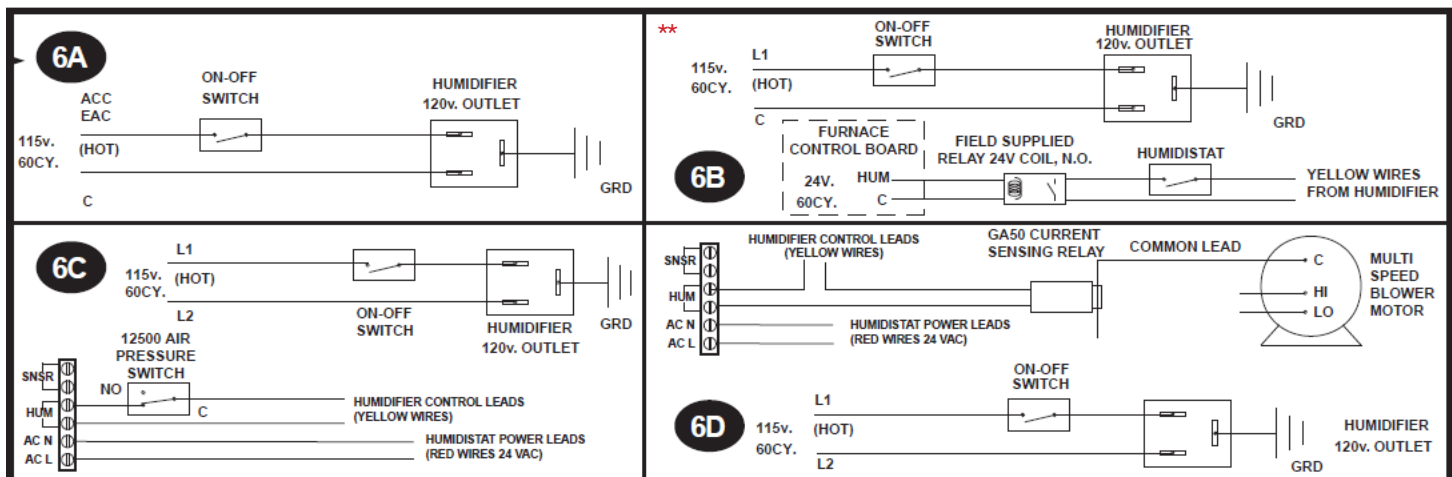 6A
ON-OFF
SWITCH
HUMIDIFIER
120v. OUTLET
ACC
EAC
115v.
60CY.
(HOT)
C
GRD
**
ON-OFF
SWITCH
HUMIDIFIER
120v. OUTLET
L1
115v.
60CY.
(HOT)
C
GRD
FURNACE
CONTROL BOARD
FIELD SUPPLIED
RELAY 24V COIL, N.O.
HUMIDISTAT
6B
24V.
60CY.
HUM
C
YELLOW WIRES
FROM HUMIDIFIER
6C
L1
115v.
60CY.
(HOT)
L2
ON-OFF
SWITCH
HUMIDIFIER
120v. OUTLET
GRD
12500 AIR
PRESSURE
SWITCH
SNSR
NO
HUM
C
HUMIDIFIER CONTROL LEADS
(YELLOW WIRES)
AC N
AC L
HUMIDISTAT POWER LEADS
(RED WIRES 24 VAC)
HUMIDIFIER CONTROL LEADS
(YELLOW WIRES)
GA50 CURRENT
SENSING RELAY
COMMON LEAD
SNSR
HUM
AC N
AC L
HUMIDISTAT POWER LEADS
(RED WIRES 24 VAC)
C
HI
LO
MULTI
SPEED
BLOWER
MOTOR
6D
ON-OFF
SWITCH
L1
115v.
60CY.
(HOT)
L2
HUMIDIFIER
120v. OUTLET
GRD